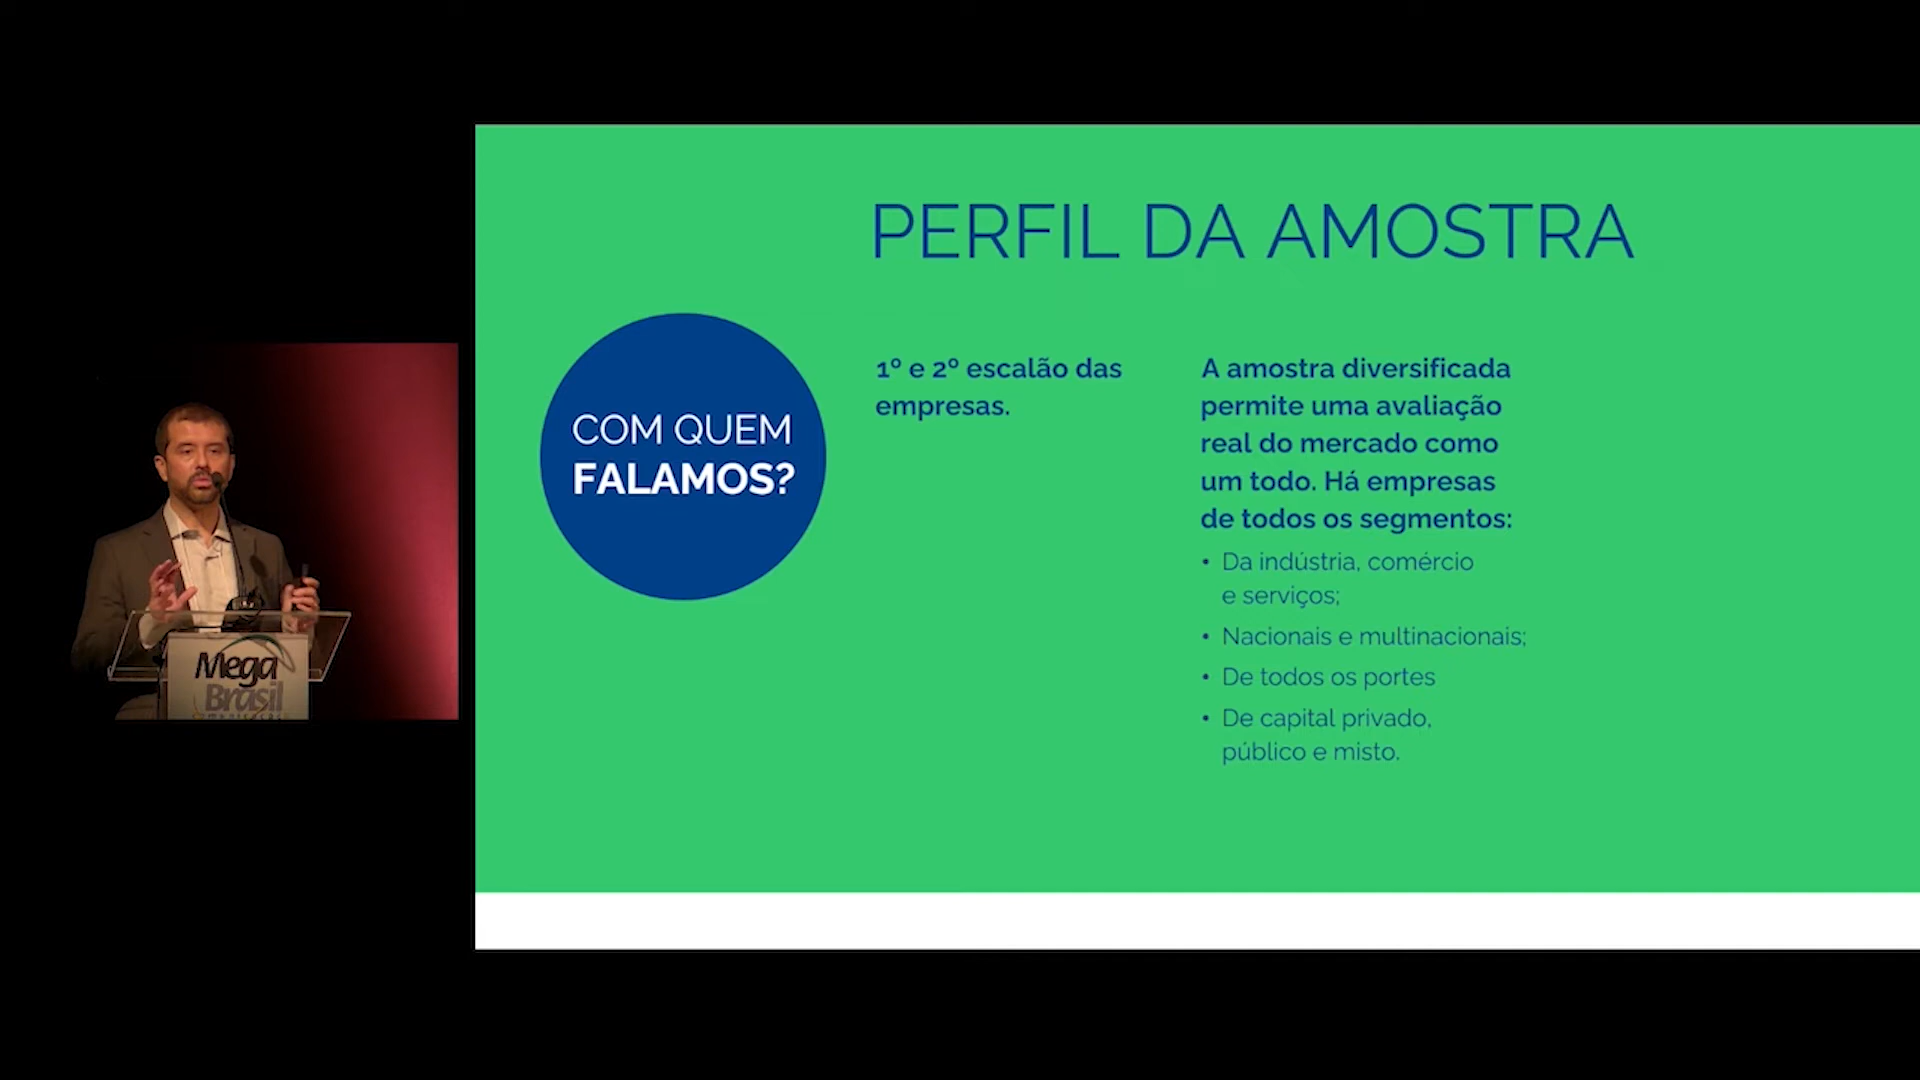 PERFIL DA AMOSTRA
COM QUEM
FALAMOS?
1º e 2º escalão das
empresas.
A amostra diversificada
permite uma avaliação
real do mercado como
um todo. Há empresas
de todos os segmentos:
• Da indústria, comércio
e serviços;
• Nacionais e multinacionais;
• De todos os portes
• De capital privado,
público e misto.
Mega
Brasil